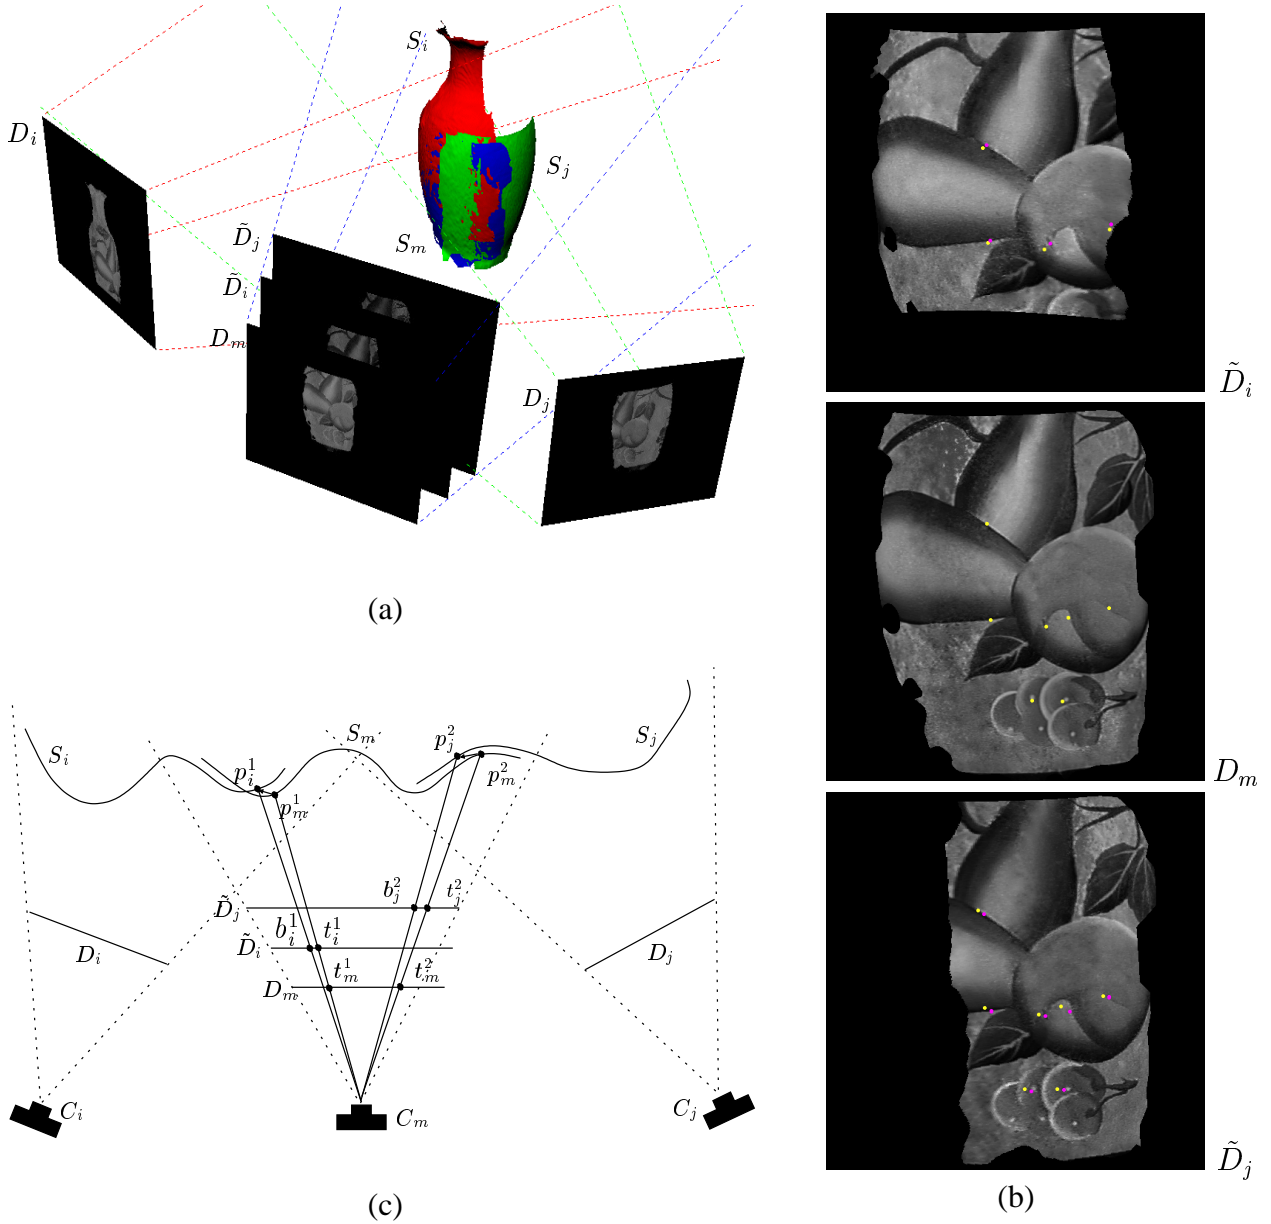 S_i
D_i
S_j
D̃_j
S_m
D̃_i
D_m
D_j
(a)
D̃_i
D_m
D̃_j
(b)
S_i
S_m
p_j^2
S_j
p_i^1
p_m^2
p_m^1
b_j^2
t_j^2
D̃_j
b_i^1
t_i^1
D̃_i
D_i
t_m^1
t_m^2
D_j
D_m
C_i
C_m
C_j
(c)